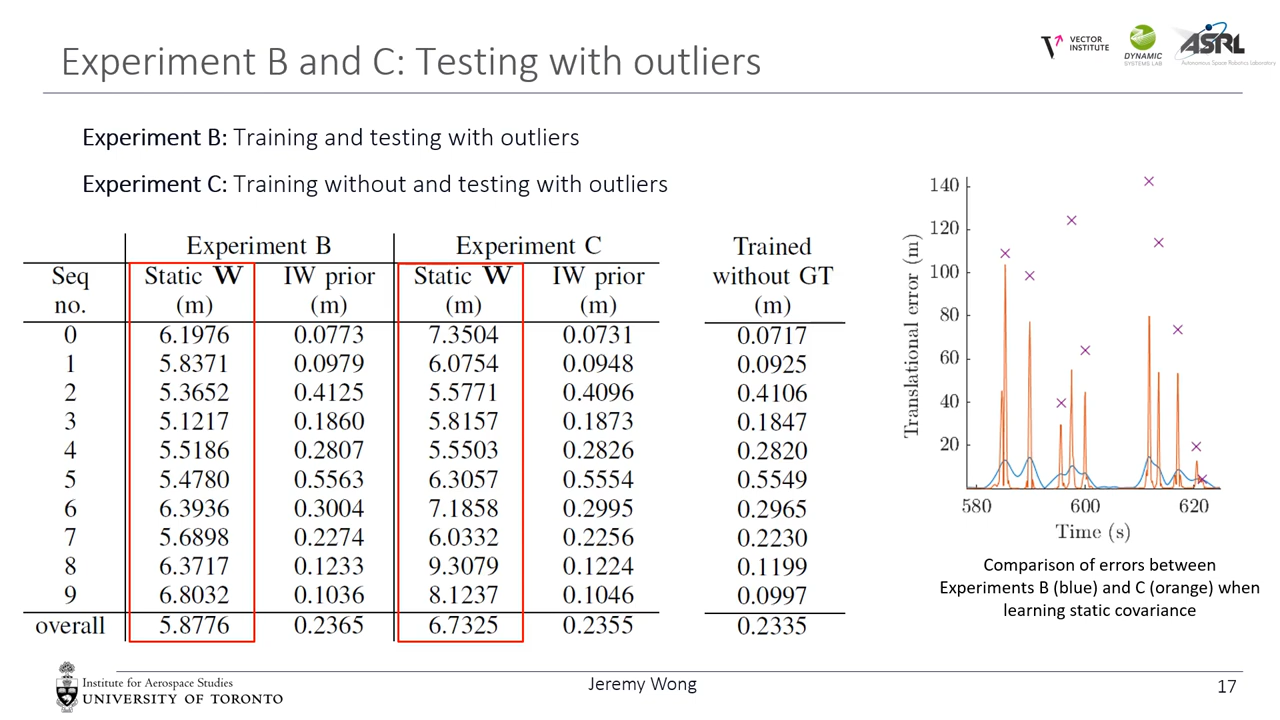 Experiment B and C: Testing with outliers
VECTOR
INSTITUTE
DYNAMIC
SYSTEMS LAB
ASRL
Autonomous Space Robotics Laboratory
Experiment B: Training and testing with outliers
Experiment C: Training without and testing with outliers
Experiment B Experiment C Trained
Seq Static W IW prior Static W IW prior without GT
no. (m) (m) (m) (m) (m)
0 6.1976 0.0773 7.3504 0.0731 0.0717
1 5.8371 0.0979 6.0754 0.0948 0.0925
2 5.3652 0.4125 5.5771 0.4096 0.4106
3 5.1217 0.1860 5.8157 0.1873 0.1847
4 5.5186 0.2807 5.5503 0.2826 0.2820
5 5.4780 0.5563 6.3057 0.5554 0.5549
6 6.3936 0.3004 7.1858 0.2995 0.2965
7 5.6898 0.2274 6.0332 0.2256 0.2230
8 6.3717 0.1233 9.3079 0.1224 0.1199
9 6.8032 0.1036 8.1237 0.1046 0.0997
overall 5.8776 0.2365 6.7325 0.2355 0.2335
Translational error (m)
140
120
100
80
60
40
20
580 600 620
Time (s)
Comparison of errors between
Experiments B (blue) and C (orange) when
learning static covariance
Institute for Aerospace Studies
UNIVERSITY OF TORONTO
Jeremy Wong
17